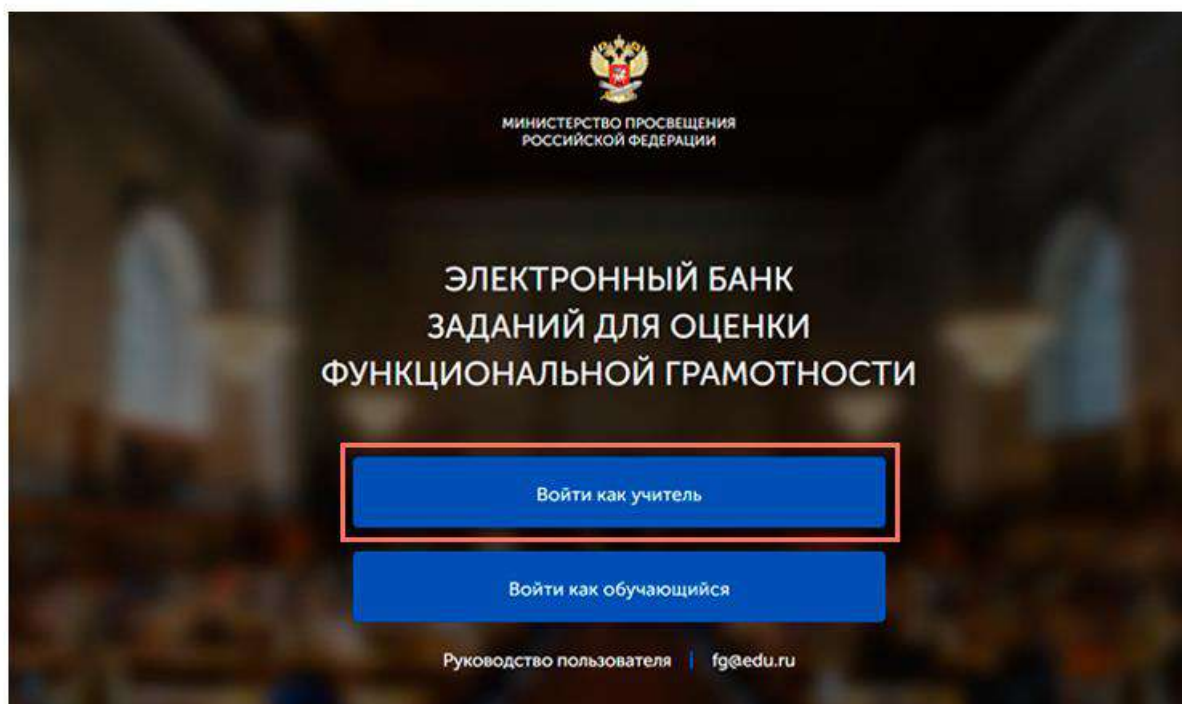 МИНИСТЕРСТВО ПРОСВЕЩЕНИЯ
РОССИЙСКОЙ ФЕДЕРАЦИИ
ЭЛЕКТРОННЫЙ БАНК
ЗАДАНИЙ ДЛЯ ОЦЕНКИ
ФУНКЦИОНАЛЬНОЙ ГРАМОТНОСТИ
Войти как учитель
Войти как обучающийся
Руководство пользователя | fg@edu.ru